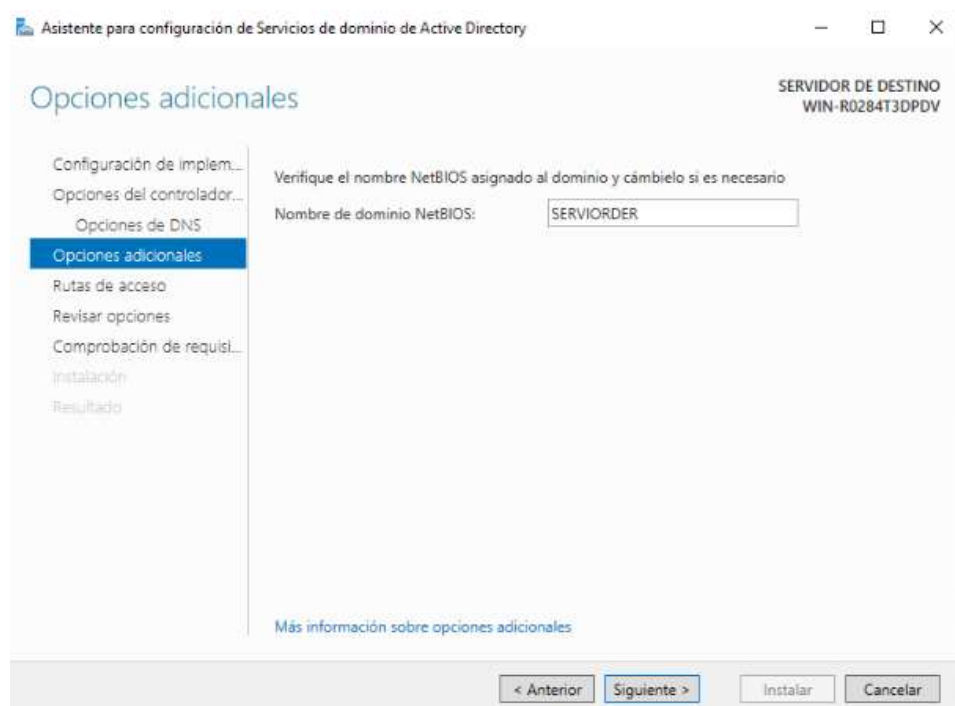 Asistente para configuración de Servicios de dominio de Active Directory
Opciones adicionales
SERVIDOR DE DESTINO
WIN-R0284T3DPDV
Configuración de implem...
Opciones del controlador...
Opciones de DNS
Opciones adicionales
Rutas de acceso
Revisar opciones
Comprobación de requisi...
Instalación
Resultado
Verifique el nombre NetBIOS asignado al dominio y cámbielo si es necesario
Nombre de dominio NetBIOS: SERVIORDER
Más información sobre opciones adicionales
< Anterior Siguiente > Instalar Cancelar